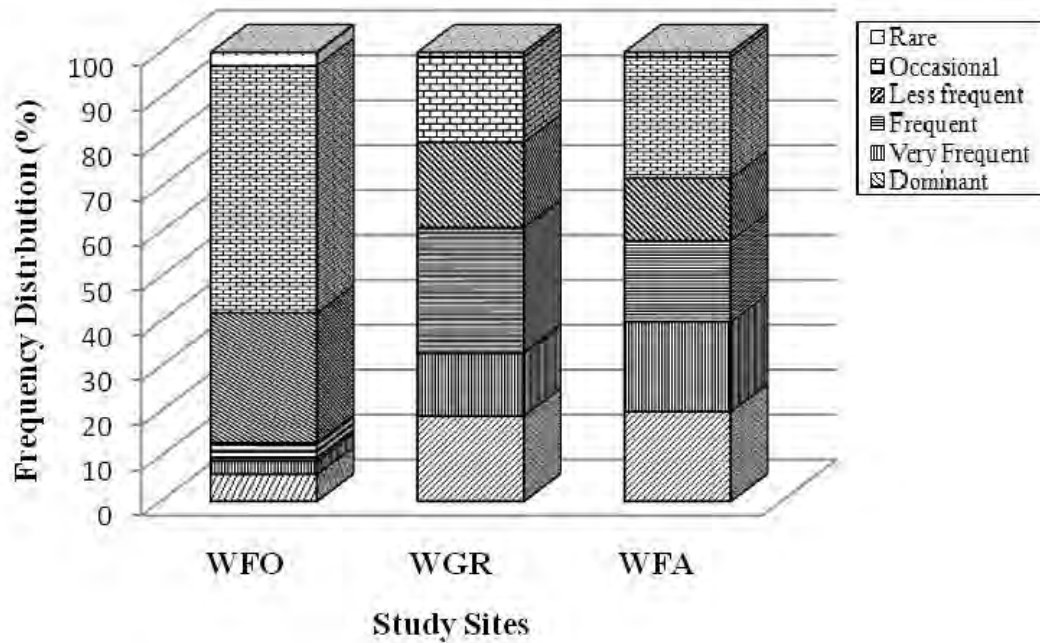 Frequency Distrbution (%)
100
90
80
70
60
50
40
30
20
10
0
WFO WGR WFA
Study Sites
Rare
Occasional
Less frequent
Frequent
Very Frequent
Dominant